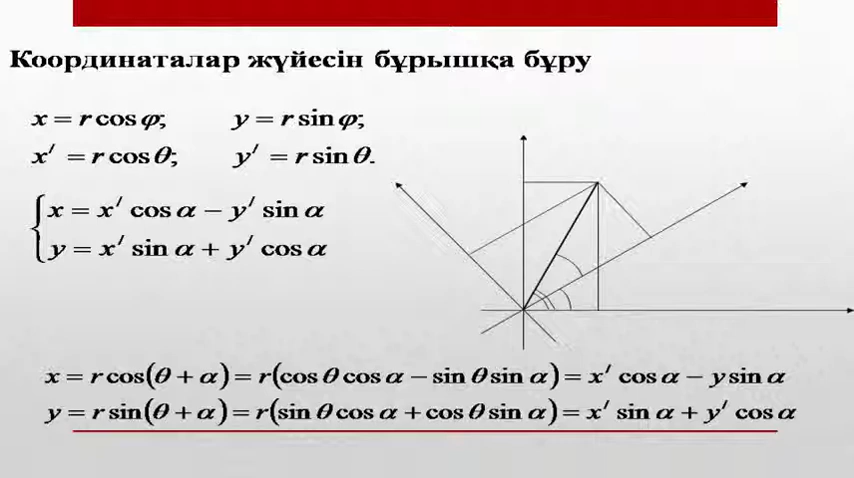 Координаталар жүйесін бұрышқа бұру
x = r cos φ; y = r sin φ;
x′ = r cos θ; y′ = r sin θ.
{ x = x′ cos α − y′ sin α
y = x′ sin α + y′ cos α
x = r cos(θ + α) = r(cos θ cos α − sin θ sin α) = x′ cos α − y sin α
y = r sin(θ + α) = r(sin θ cos α + cos θ sin α) = x′ sin α + y′ cos α